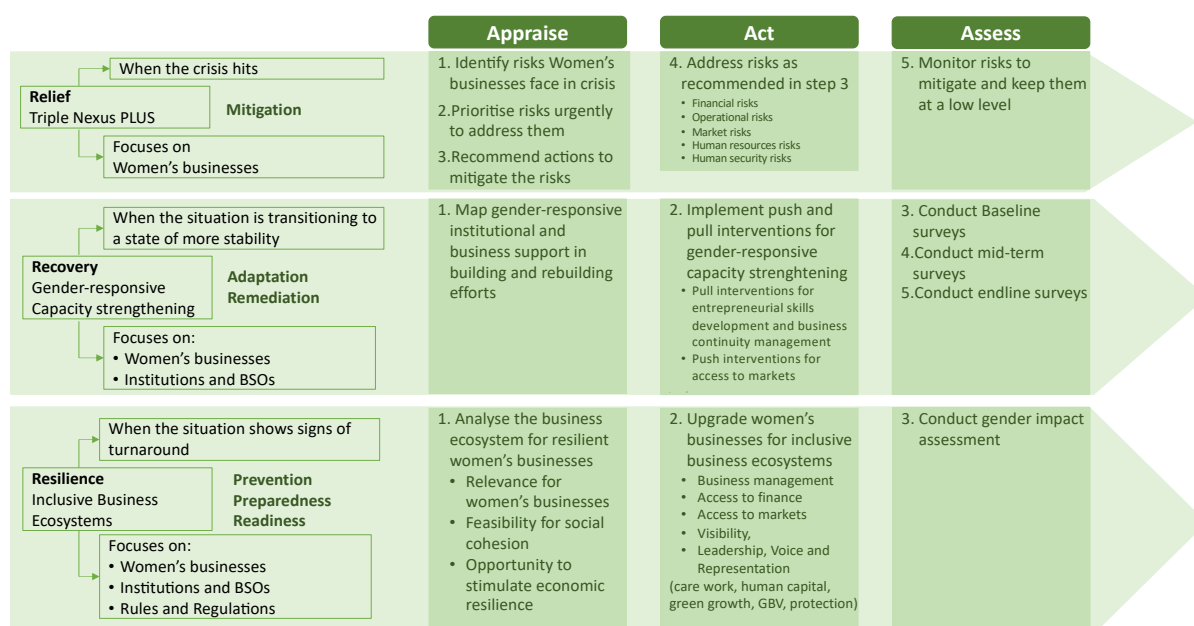 Appraise
Act
Assess
When the crisis hits
Relief
Triple Nexus PLUS
Mitigation
Focuses on
Women's businesses
1. Identify risks Women's
businesses face in crisis
2.Prioritise risks urgently
to address them
3.Recommend actions to
mitigate the risks
4. Address risks as
recommended in step 3
• Financial risks
• Operational risks
• Market risks
• Human resources risks
• Human security risks
5. Monitor risks to
mitigate and keep them
at a low level
When the situation is transitioning to
a state of more stability
Recovery
Gender-responsive
Capacity strengthening
Adaptation
Remediation
Focuses on:
• Women's businesses
• Institutions and BSOs
1. Map gender-responsive
institutional and
business support in
building and rebuilding
efforts
2. Implement push and
pull interventions for
gender-responsive
capacity strenghtening
• Pull interventions for
entrepreneurial skills
development and business
continuity management
• Push interventions for
access to markets
3. Conduct Baseline
surveys
4.Conduct mid-term
surveys
5.Conduct endline surveys
When the situation shows signs of
turnaround
Resilience
Inclusive Business
Ecosystems
Prevention
Preparedness
Readiness
Focuses on:
• Women's businesses
• Institutions and BSOs
• Rules and Regulations
1. Analyse the business
ecosystem for resilient
women's businesses
• Relevance for
women's businesses
• Feasibility for social
cohesion
• Opportunity to
stimulate economic
resilience
2. Upgrade women's
businesses for inclusive
business ecosystems
• Business management
• Access to finance
• Access to markets
• Visibility,
• Leadership, Voice and
Representation
(care work, human capital,
green growth, GBV, protection)
3. Conduct gender impact
assessment